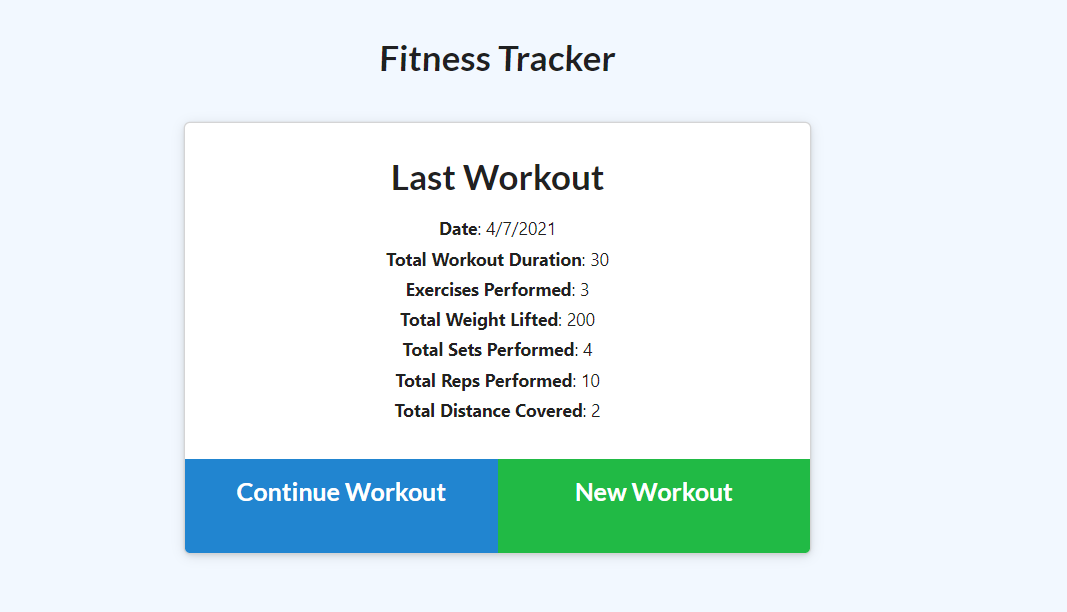 Fitness Tracker
Last Workout
Date: 4/7/2021
Total Workout Duration: 30
Exercises Performed: 3
Total Weight Lifted: 200
Total Sets Performed: 4
Total Reps Performed: 10
Total Distance Covered: 2
Continue Workout
New Workout